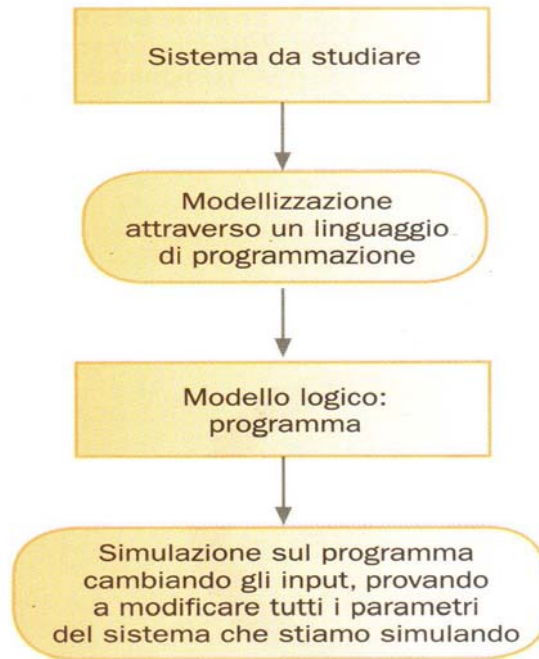 Sistema da studiare
Modellizzazione
attraverso un linguaggio
di programmazione
Modello logico:
programma
Simulazione sul programma
cambiando gli input, provando
a modificare tutti i parametri
del sistema che stiamo simulando